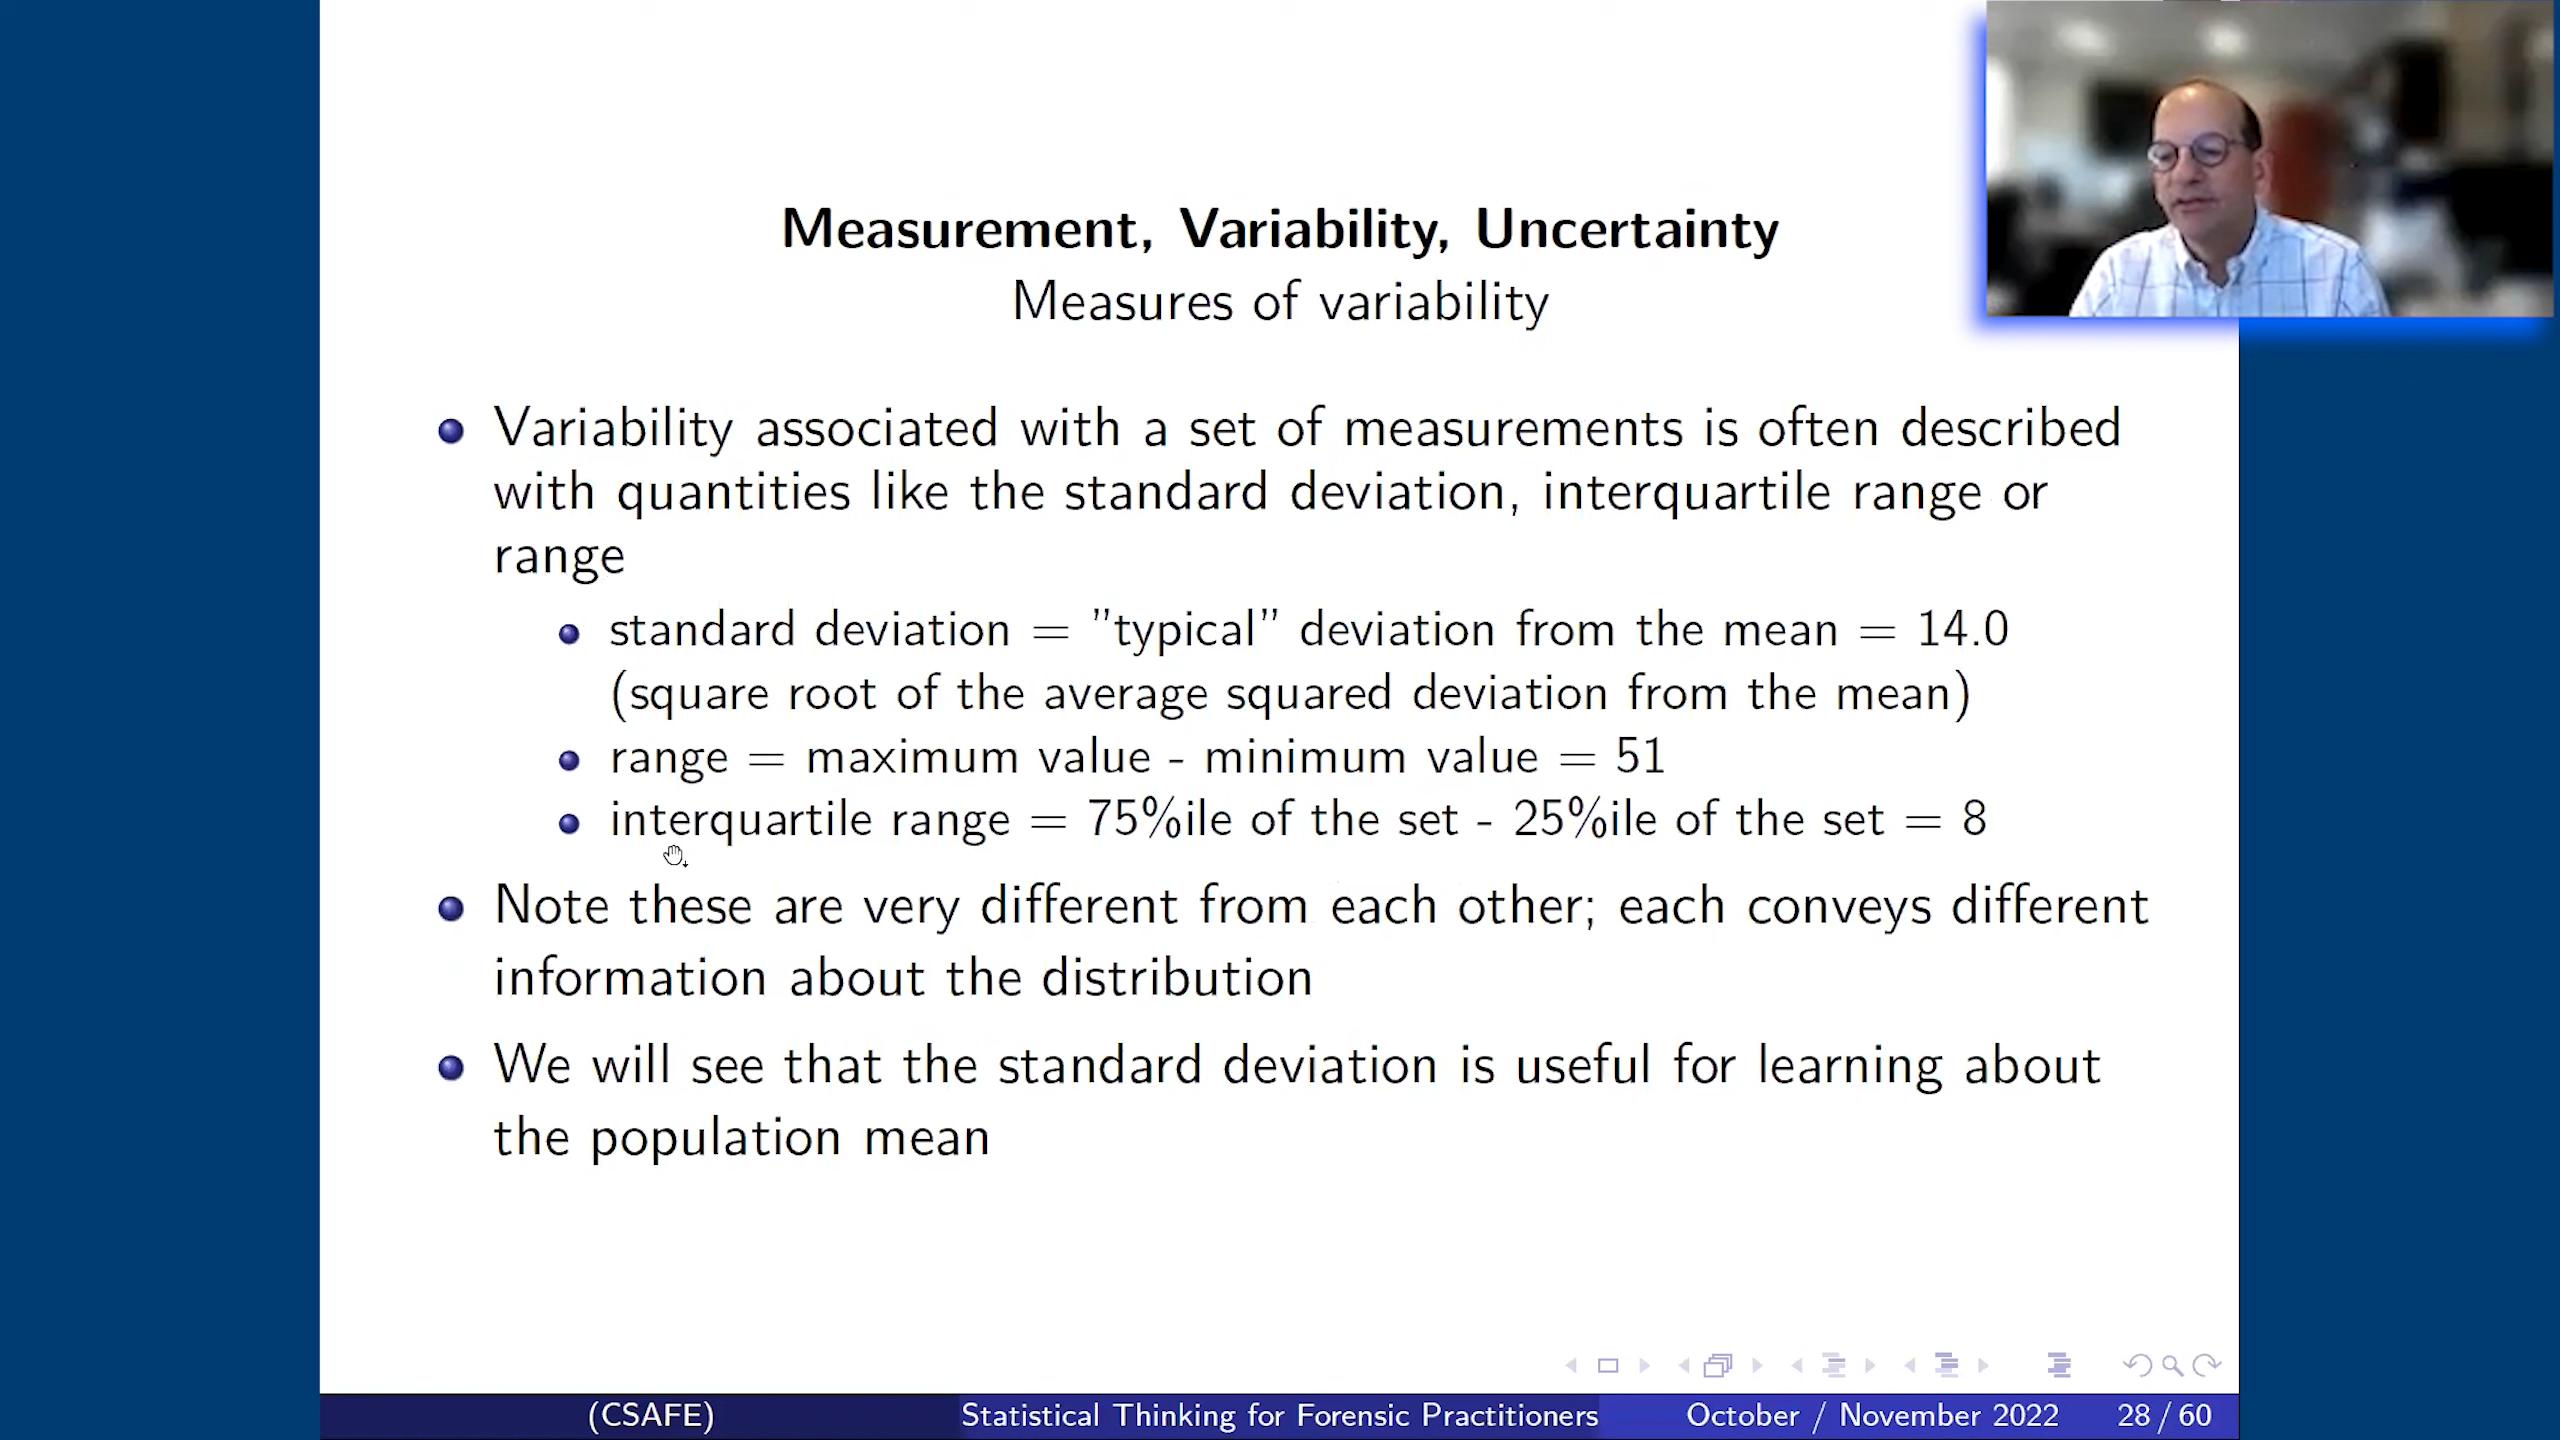 Measurement, Variability, Uncertainty
Measures of variability
Variability associated with a set of measurements is often described
with quantities like the standard deviation, interquartile range or
range
standard deviation = ”typical” deviation from the mean = 14.0
(square root of the average squared deviation from the mean)
range = maximum value - minimum value = 51
interquartile range = 75%ile of the set - 25%ile of the set = 8
Note these are very different from each other; each conveys different
information about the distribution
We will see that the standard deviation is useful for learning about
the population mean
(CSAFE) Statistical Thinking for Forensic Practitioners October / November 2022 28 / 60